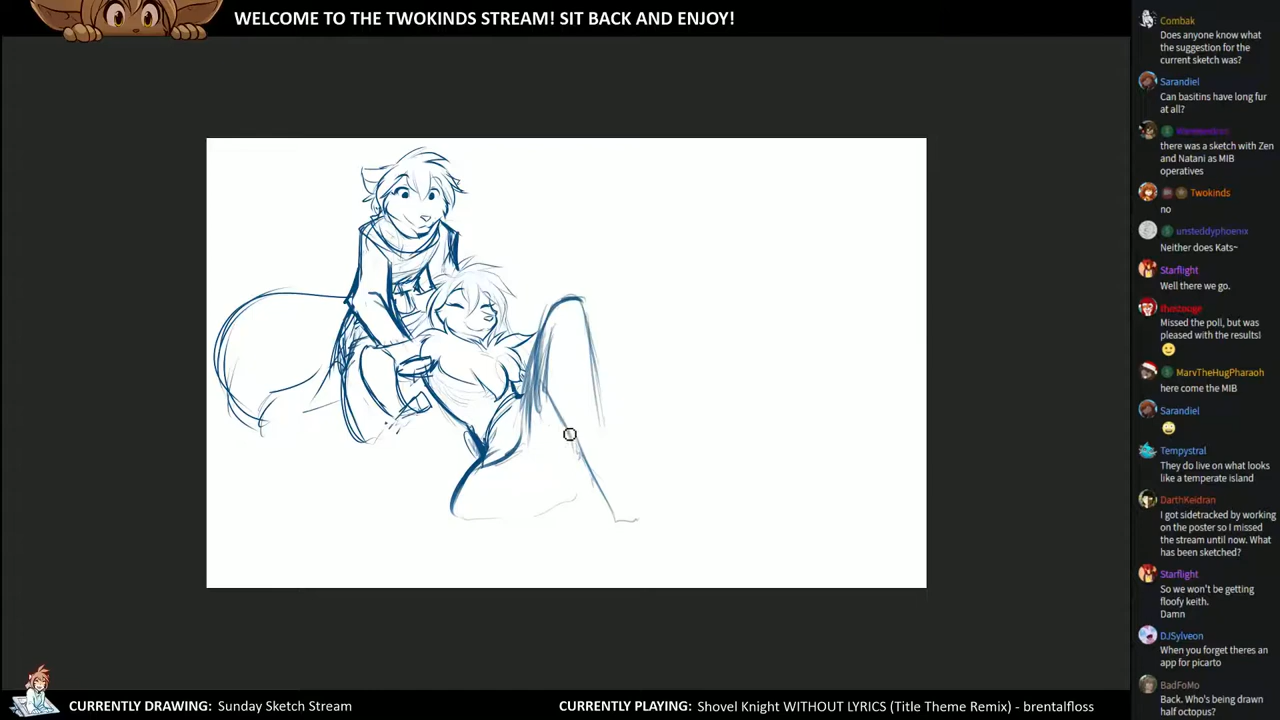 WELCOME TO THE TWOKINDS STREAM! SIT BACK AND ENJOY!
Combak
Does anyone know what
the suggestion for the
current sketch was?
Sarandiel
Can basitins have long fur
at all?
there was a sketch with Zen
and Natani as MIB
operatives
Twokinds
no
unsteddyphoenix
Neither does Kats~
Starflight
Well there we go.
Missed the poll, but was
pleased with the results!
MarvTheHugPharaoh
here come the MIB
Sarandiel
Tempystral
They do live on what looks
like a temperate island
DarthKeidran
I got sidetracked by working
on the poster so I missed
the stream until now. What
has been sketched?
Starflight
So we won't be getting
floofy keith.
Damn
DJSylveon
When you forget theres an
app for picarto
BadFoMo
Back. Who's being drawn
half octopus?
CURRENTLY DRAWING: Sunday Sketch Stream
CURRENTLY PLAYING: Shovel Knight WITHOUT LYRICS (Title Theme Remix) - brentalfloss